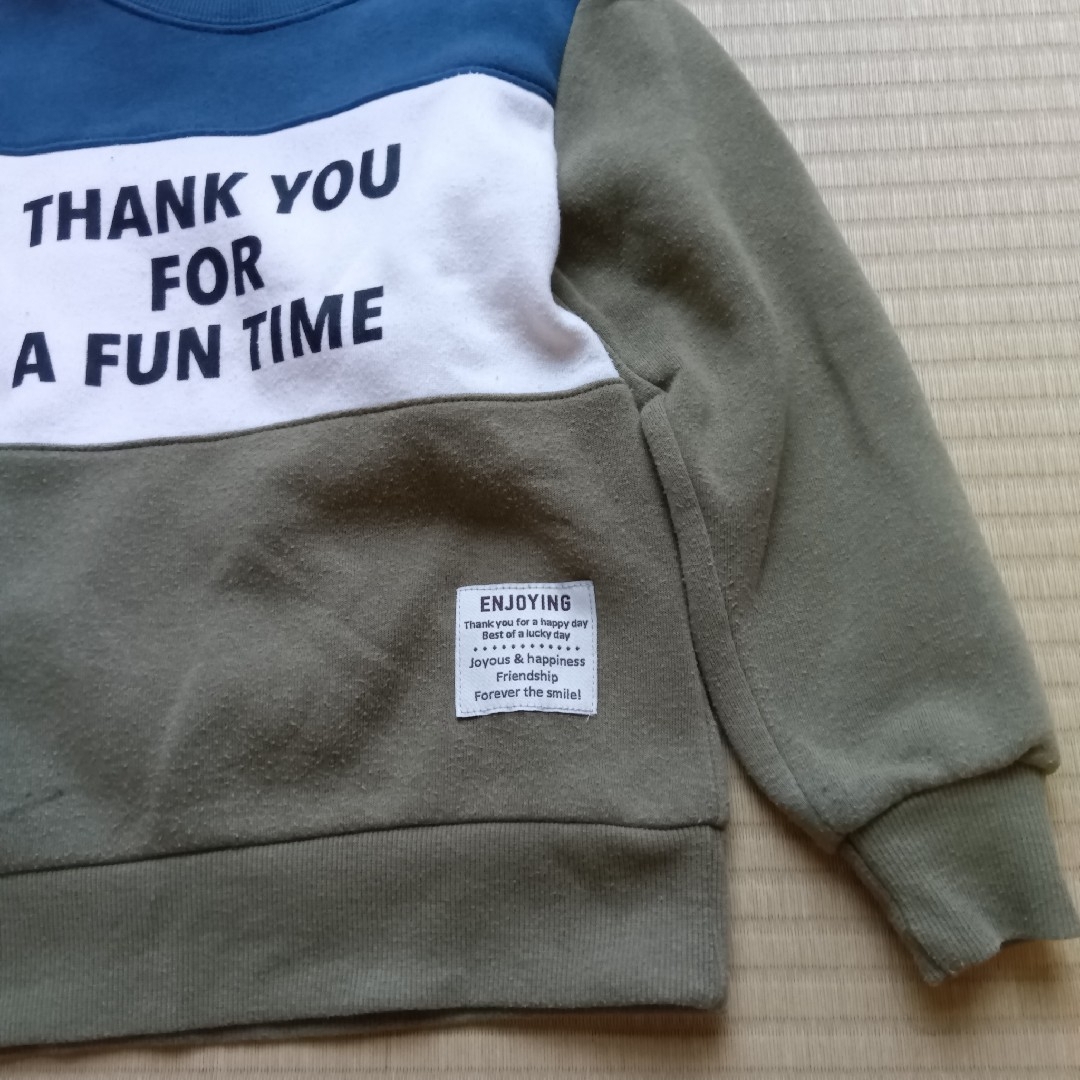 THANK YOU
FOR
A FUN TIME
ENJOYING
Thank you for a happy day
Best of a lucky day
Joyous & happiness
Friendship
Forever the smile!